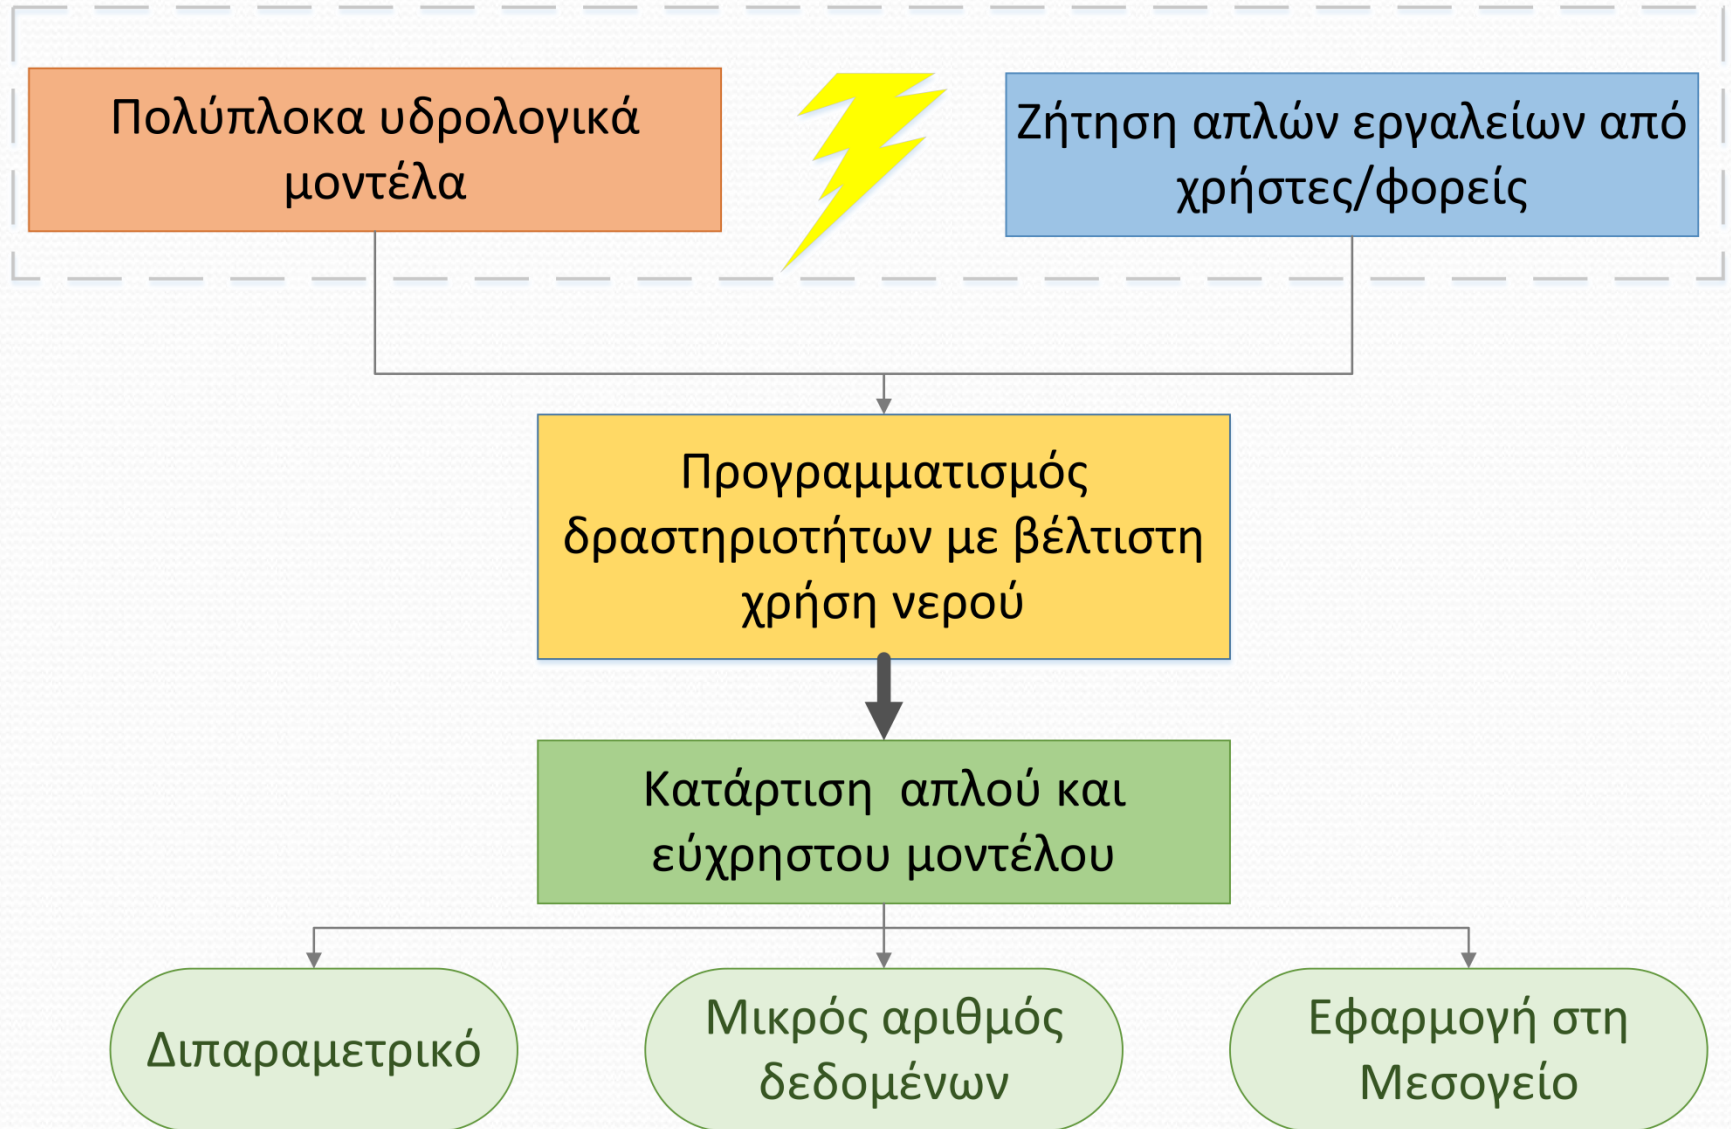 Πολύπλοκα υδρολογικά
μοντέλα
Ζήτηση απλών εργαλείων από
χρήστες/φορείς
Προγραμματισμός
δραστηριοτήτων με βέλτιστη
χρήση νερού
Κατάρτιση απλού και
εύχρηστου μοντέλου
Διπαραμετρικό
Μικρός αριθμός
δεδομένων
Εφαρμογή στη
Μεσογείο